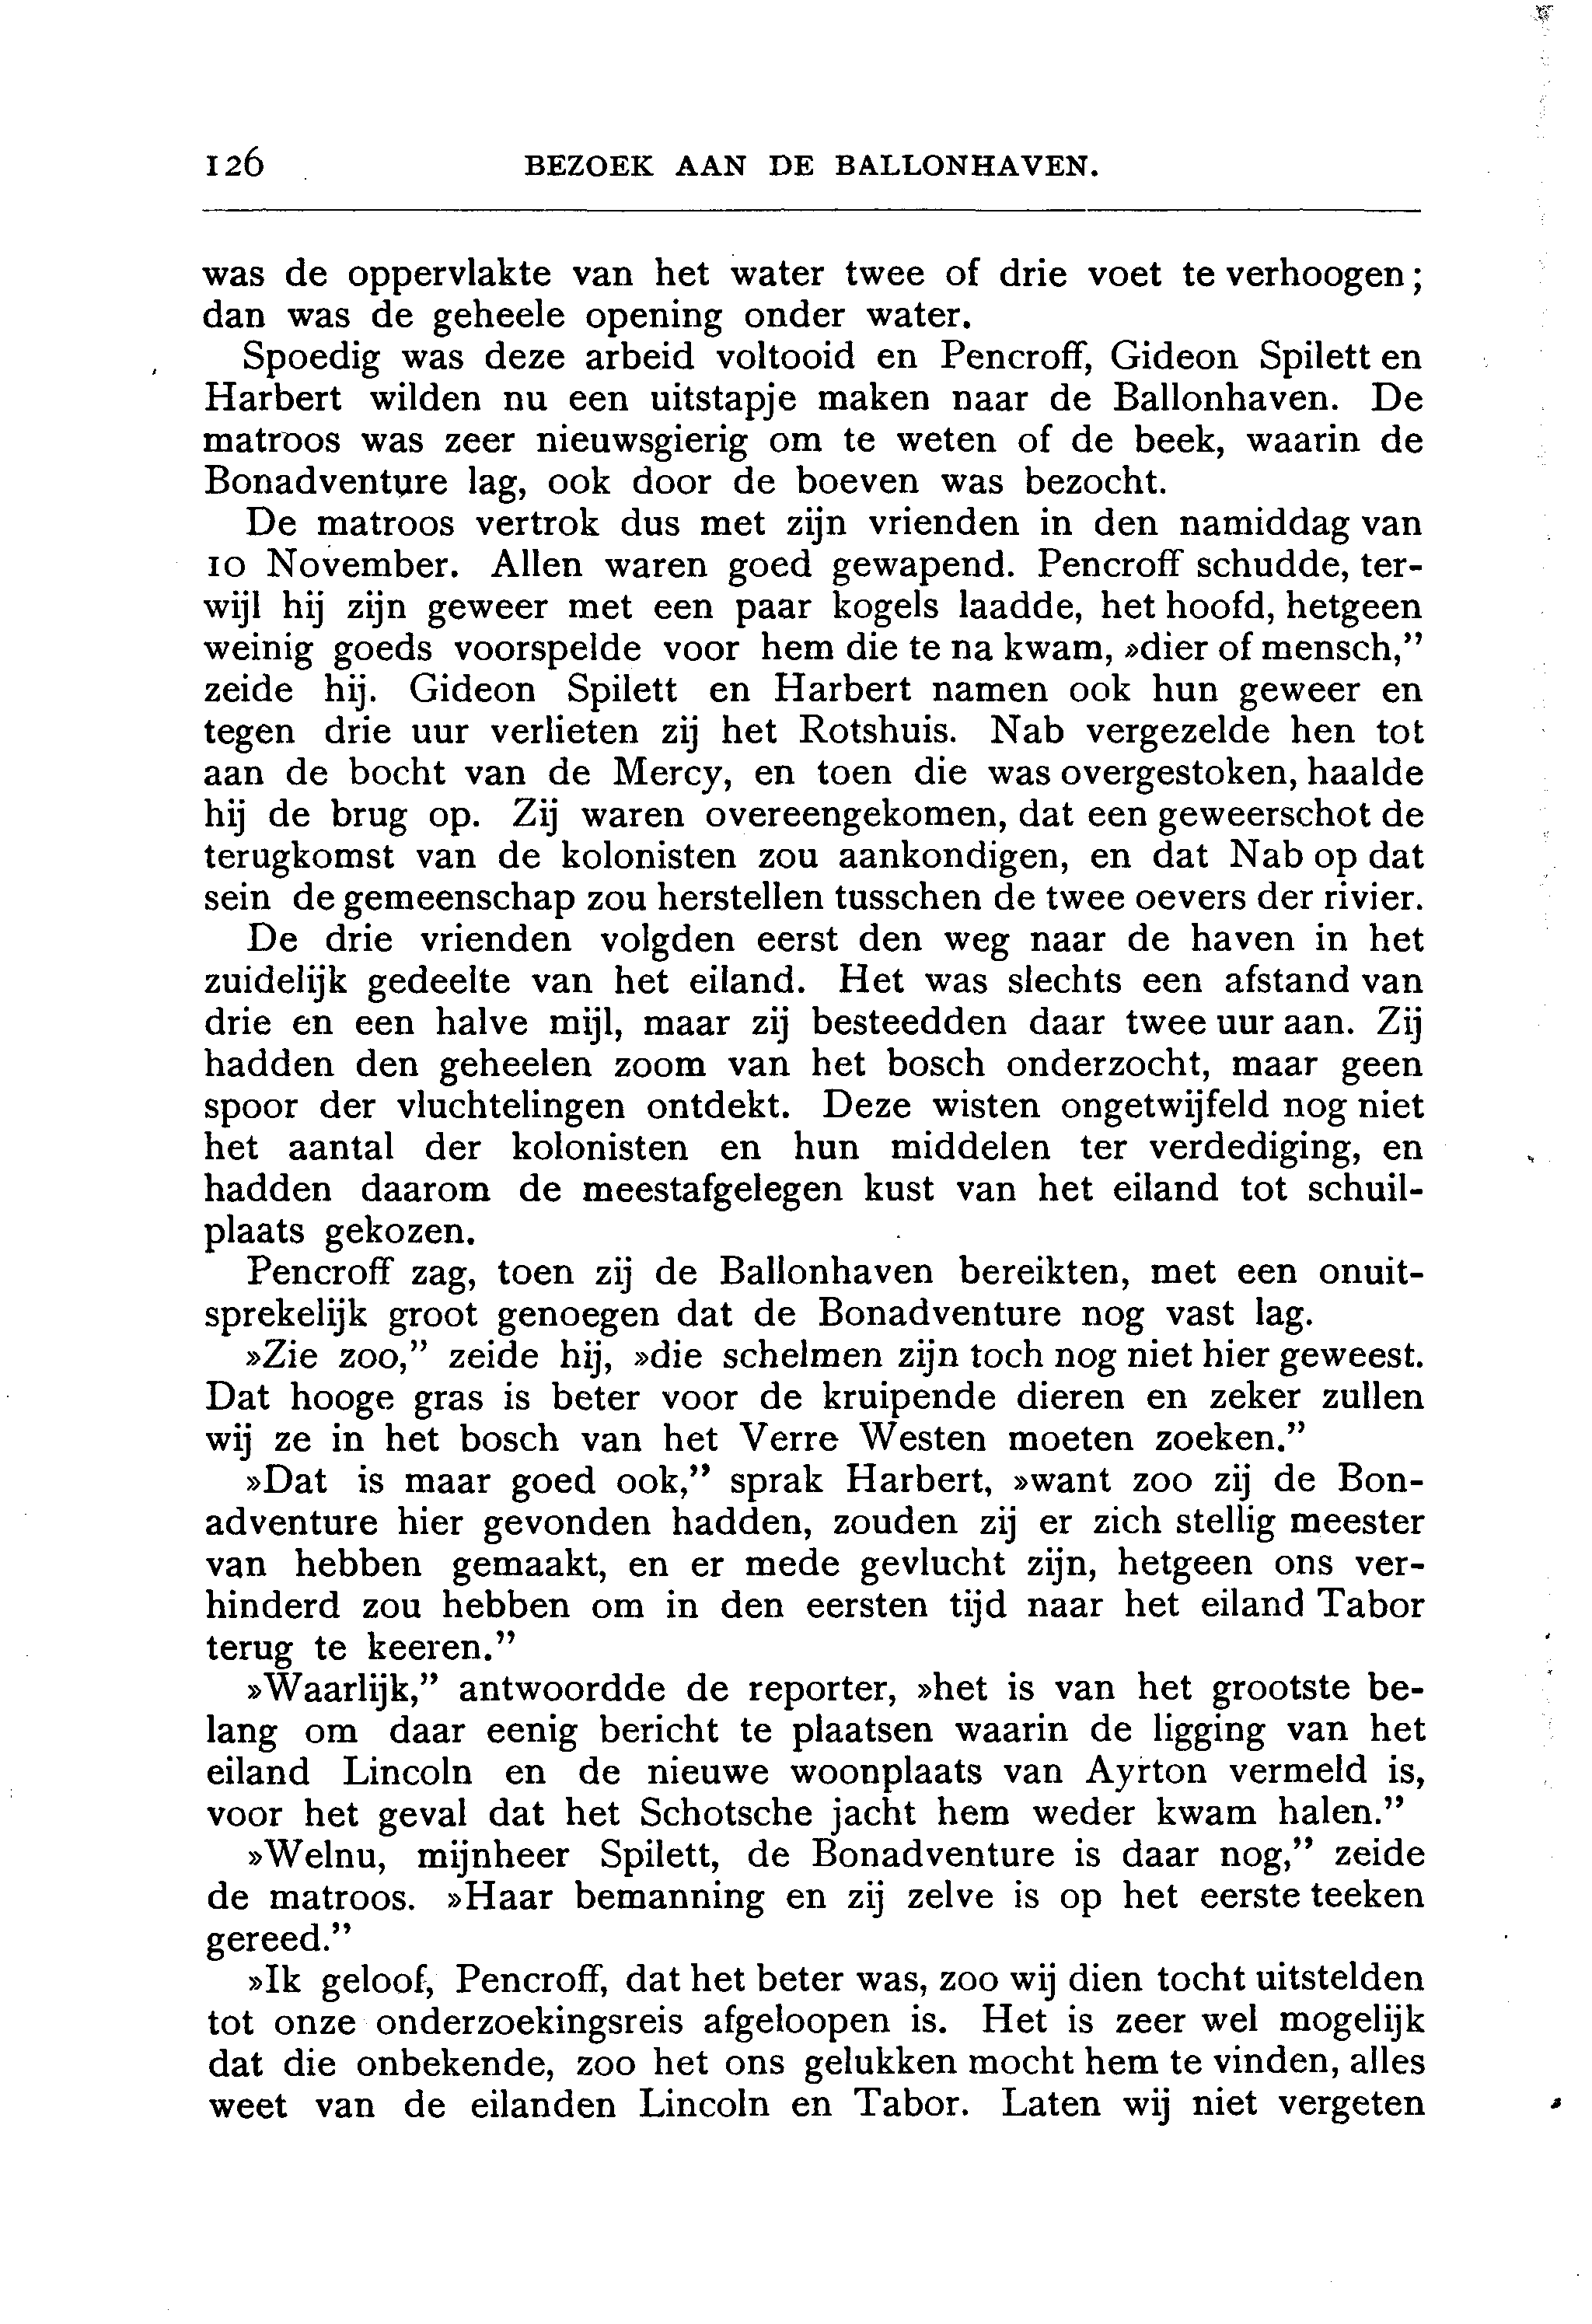 126 BEZOEK AAN DE BALLONHAVEN.
was de oppervlakte van het water twee of drie voet te verhoogen;
dan was de geheele opening onder water.
Spoedig was deze arbeid voltooid en Pencroff, Gideon Spilett en
Harbert wilden nu een uitstapje maken naar de Ballonhaven. De
matroos was zeer nieuwsgierig om te weten of de beek, waarin de
Bonadventure lag, ook door de boeven was bezocht.
De matroos vertrok dus met zijn vrienden in den namiddag van
10 November. Allen waren goed gewapend. Pencroff schudde, ter-
wijl hij zijn geweer met een paar kogels laadde, het hoofd, hetgeen
weinig goeds voorspelde voor hem die te na kwam, »dier of mensch,”
zeide hij. Gideon Spilett en Harbert namen ook hun geweer en
tegen drie uur verlieten zij het Rotshuis. Nab vergezelde hen tot
aan de bocht van de Mercy, en toen die was overgestoken, haalde
hij de brug op. Zij waren overeengekomen, dat een geweerschot de
terugkomst van de kolonisten zou aankondigen, en dat Nab op dat
sein de gemeenschap zou herstellen tusschen de twee oevers der rivier.
De drie vrienden volgden eerst den weg naar de haven in het
zuidelijk gedeelte van het eiland. Het was slechts een afstand van
drie en een halve mijl, maar zij besteedden daar twee uur aan. Zij
hadden den geheelen zoom van het bosch onderzocht, maar geen
spoor der vluchtelingen ontdekt. Deze wisten ongetwijfeld nog niet
het aantal der kolonisten en hun middelen ter verdediging, en
hadden daarom de meestafgelegen kust van het eiland tot schuil-
plaats gekozen.
Pencroff zag, toen zij de Ballonhaven bereikten, met een onuit-
sprekelijk groot genoegen dat de Bonadventure nog vast lag.
»Zie zoo,” zeide hij, »die schelmen zijn toch nog niet hier geweest.
Dat hooge gras is beter voor de kruipende dieren en zeker zullen
wij ze in het bosch van het Verre Westen moeten zoeken.”
»Dat is maar goed ook,” sprak Harbert, »want zoo zij de Bon-
adventure hier gevonden hadden, zouden zij er zich stellig meester
van hebben gemaakt, en er mede gevlucht zijn, hetgeen ons ver-
hinderd zou hebben om in den eersten tijd naar het eiland Tabor
terug te keeren.”
»Waarlijk,” antwoordde de reporter, »het is van het grootste be-
lang om daar eenig bericht te plaatsen waarin de ligging van het
eiland Lincoln en de nieuwe woonplaats van Ayrton vermeld is,
voor het geval dat het Schotsche jacht hem weder kwam halen.”
»Welnu, mijnheer Spilett, de Bonadventure is daar nog,” zeide
de matroos. »Haar bemanning en zij zelve is op het eerste teeken
gereed.”
»Ik geloof, Pencroff, dat het beter was, zoo wij dien tocht uitstelden
tot onze onderzoekingsreis afgeloopen is. Het is zeer wel mogelijk
dat die onbekende, zoo het ons gelukken mocht hem te vinden, alles
weet van de eilanden Lincoln en Tabor. Laten wij niet vergeten